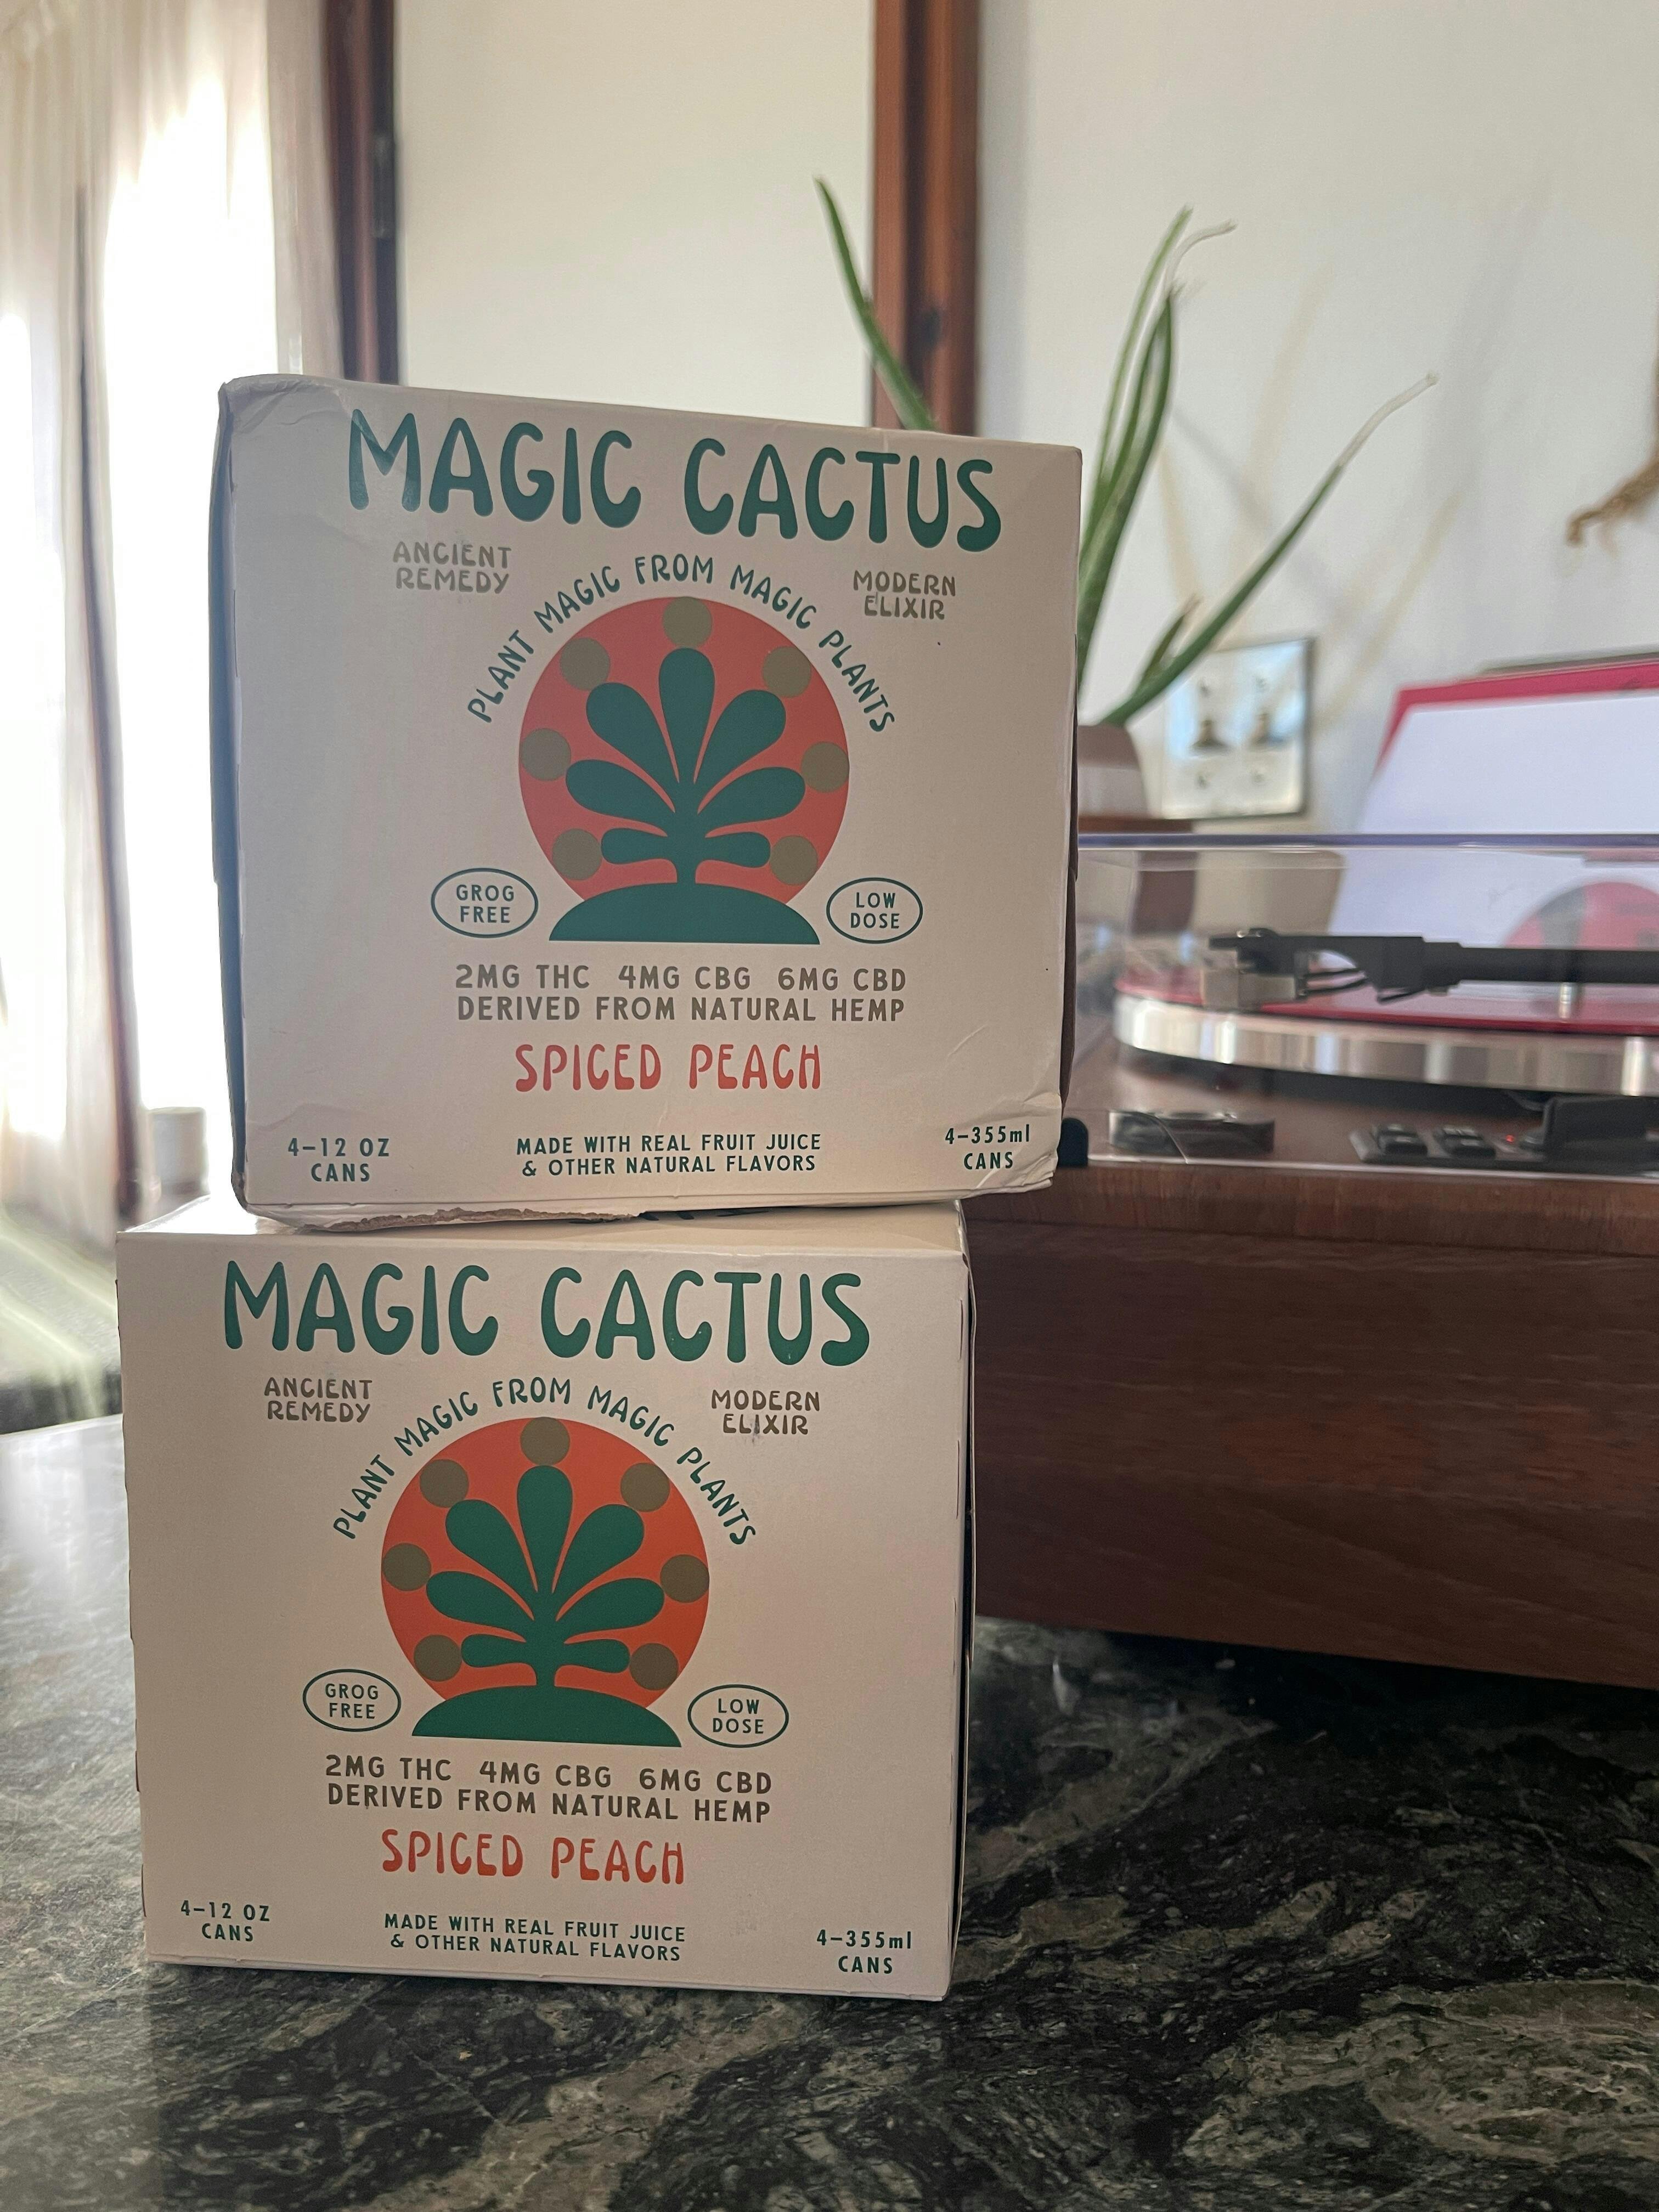 MAGIC CACTUS
ANCIENT
REMEDY
PLANT MAGIC FROM MAGIC PLANTS
MODERN
ELIXIR
GROG
FREE
LOW
DOSE
2MG THC 4MG CBG 6MG CBD
DERIVED FROM NATURAL HEMP
SPICED PEACH
4-12 OZ
CANS
MADE WITH REAL FRUIT JUICE
& OTHER NATURAL FLAVORS
4-355ml
CANS
MAGIC CACTUS
ANCIENT
REMEDY
PLANT MAGIC FROM MAGIC PLANTS
MODERN
ELIXIR
GROG
FREE
LOW
DOSE
2MG THC 4MG CBG 6MG CBD
DERIVED FROM NATURAL HEMP
SPICED PEACH
4-12 OZ
CANS
MADE WITH REAL FRUIT JUICE
& OTHER NATURAL FLAVORS
4-355ml
CANS